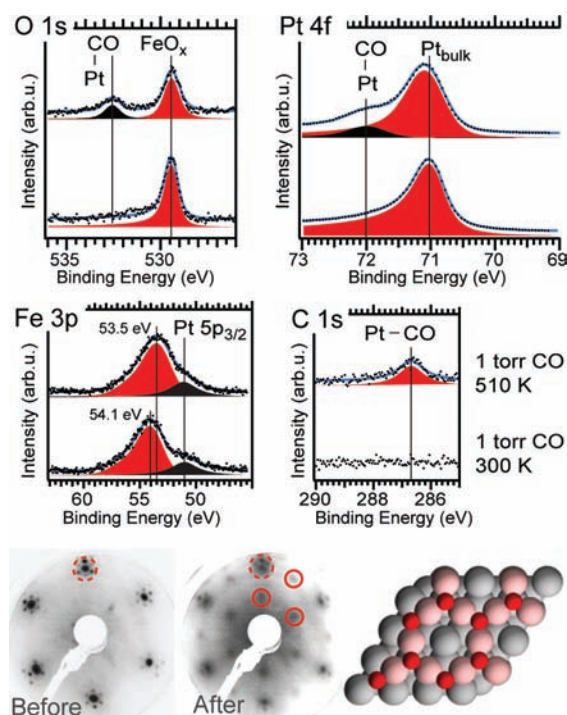 O 1s
CO
Pt
FeOx
Intensity (arb.u.)
535
530
Binding Energy (eV)
Pt 4f
CO
Pt
Ptbulk
Intensity (arb.u.)
73
72
71
70
69
Binding Energy (eV)
Fe 3p
53.5 eV
Pt 5p3/2
54.1 eV
Intensity (arb.u.)
60
55
50
Binding Energy (eV)
C 1s
Pt – CO
Intensity (arb.u.)
290
288
286
Binding Energy (eV)
1 torr CO
510 K
1 torr CO
300 K
Before
After